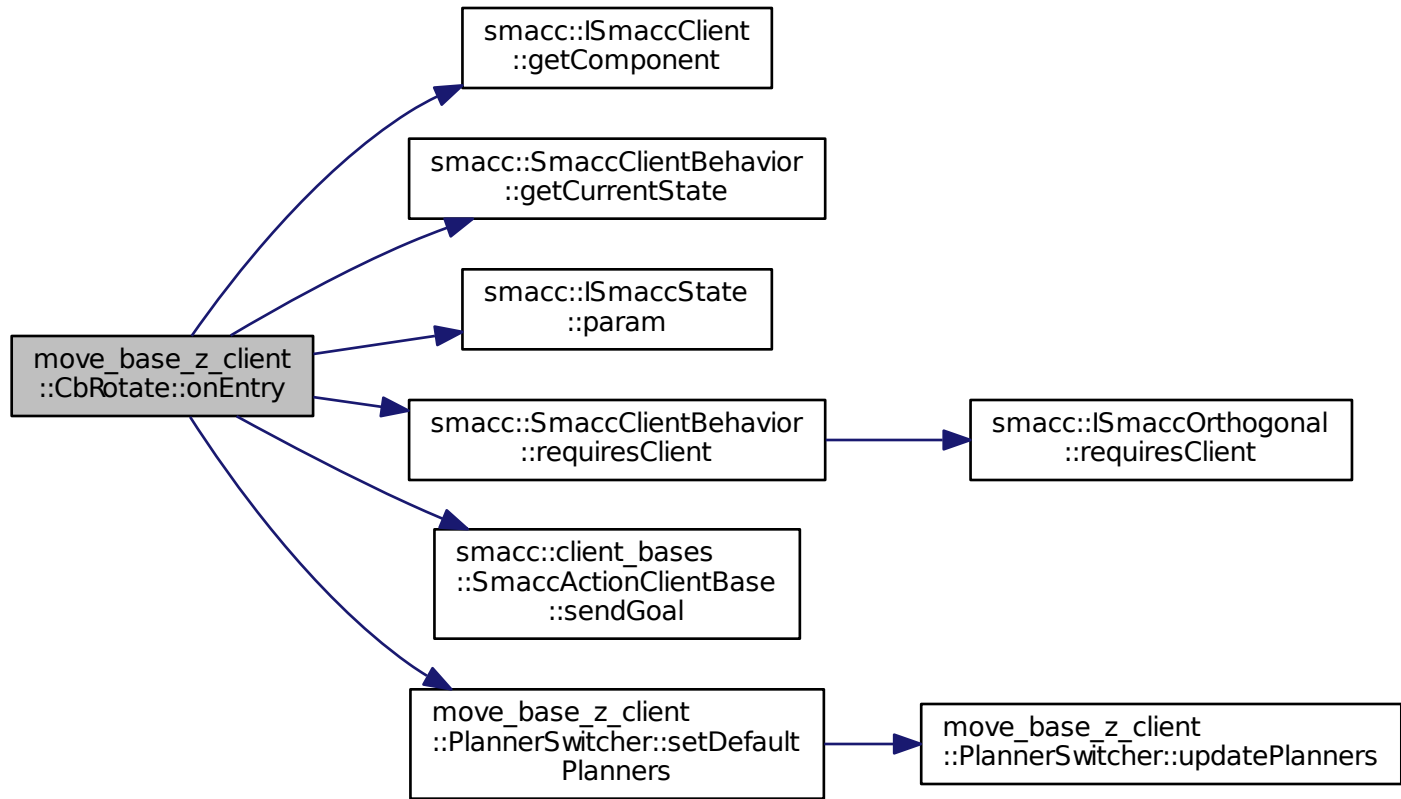 smacc::ISmaccClient
::getComponent
smacc::SmaccClientBehavior
::getCurrentState
smacc::ISmaccState
::param
move_base_z_client
::CbRotate::onEntry
smacc::SmaccClientBehavior
::requiresClient
smacc::ISmaccOrthogonal
::requiresClient
smacc::client_bases
::SmaccActionClientBase
::sendGoal
move_base_z_client
::PlannerSwitcher::setDefault
Planners
move_base_z_client
::PlannerSwitcher::updatePlanners